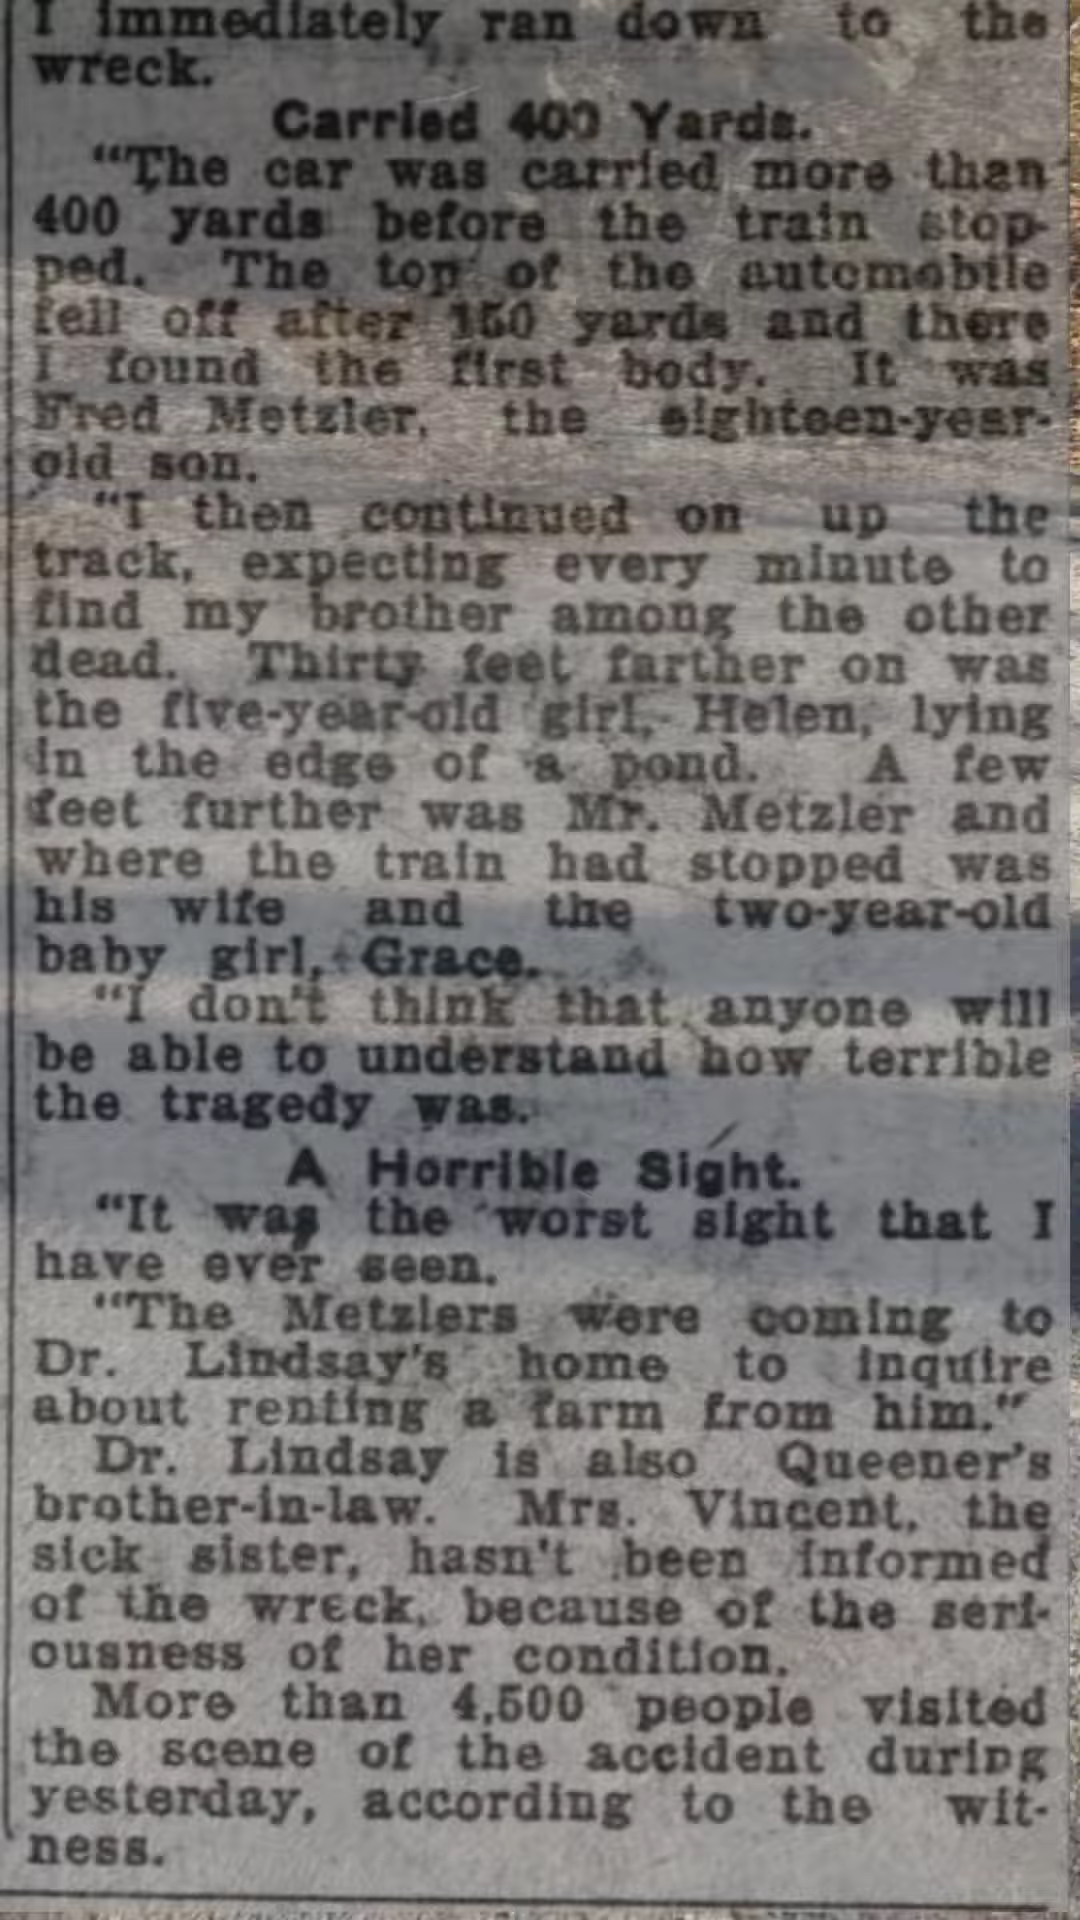 I immediately ran down to the
wreck.
Carried 400 Yards.
"The car was carried more than
400 yards before the train stop-
ped. The top of the automobile
fell off after 150 yards and there
I found the first body. It was
Fred Metzler, the eighteen-year-
old son.
"I then continued on up the
track, expecting every minute to
find my brother among the other
dead. Thirty feet farther on was
the five-year-old girl, Helen, lying
in the edge of a pond. A few
feet further was Mr. Metzler and
where the train had stopped was
his wife and the two-year-old
baby girl, Grace.
"I don't think that anyone will
be able to understand how terrible
the tragedy was.
A Horrible Sight.
"It was the worst sight that I
have ever seen.
"The Metzlers were coming to
Dr. Lindsay's home to inquire
about renting a farm from him."
Dr. Lindsay is also Queener's
brother-in-law. Mrs. Vincent, the
sick sister, hasn't been informed
of the wreck, because of the seri-
ousness of her condition.
More than 4,500 people visited
the scene of the accident during
yesterday, according to the wit-
ness.